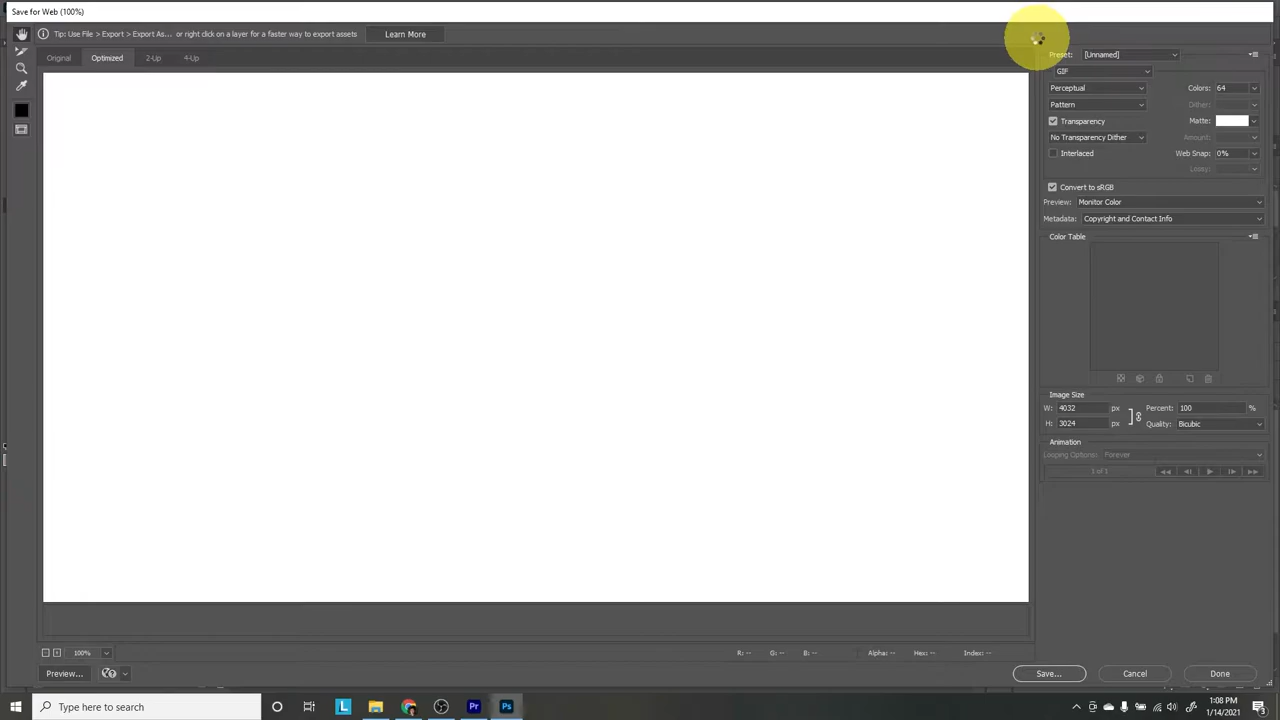 Save for Web (100%)
Tip: Use File > Export > Export As... or right click on a layer for a faster way to export assets
Learn More
Original
Optimized
2-Up
4-Up
Preset: [Unnamed]
GIF
Perceptual
Colors: 64
Pattern
Dither:
Transparency
Matte:
No Transparency Dither
Amount:
Interlaced
Web Snap: 0%
Lossy:
Convert to sRGB
Preview: Monitor Color
Metadata: Copyright and Contact Info
Color Table
Image Size
W: 4032 px
Percent: 100 %
H: 3024 px
Quality: Bicubic
Animation
Looping Options: Forever
1 of 1
100%
R: --
G: --
B: --
Alpha: --
Hex: --
Index: --
Preview...
Save...
Cancel
Done
Type here to search
L
Pr
Ps
1:08 PM
1/14/2021
3